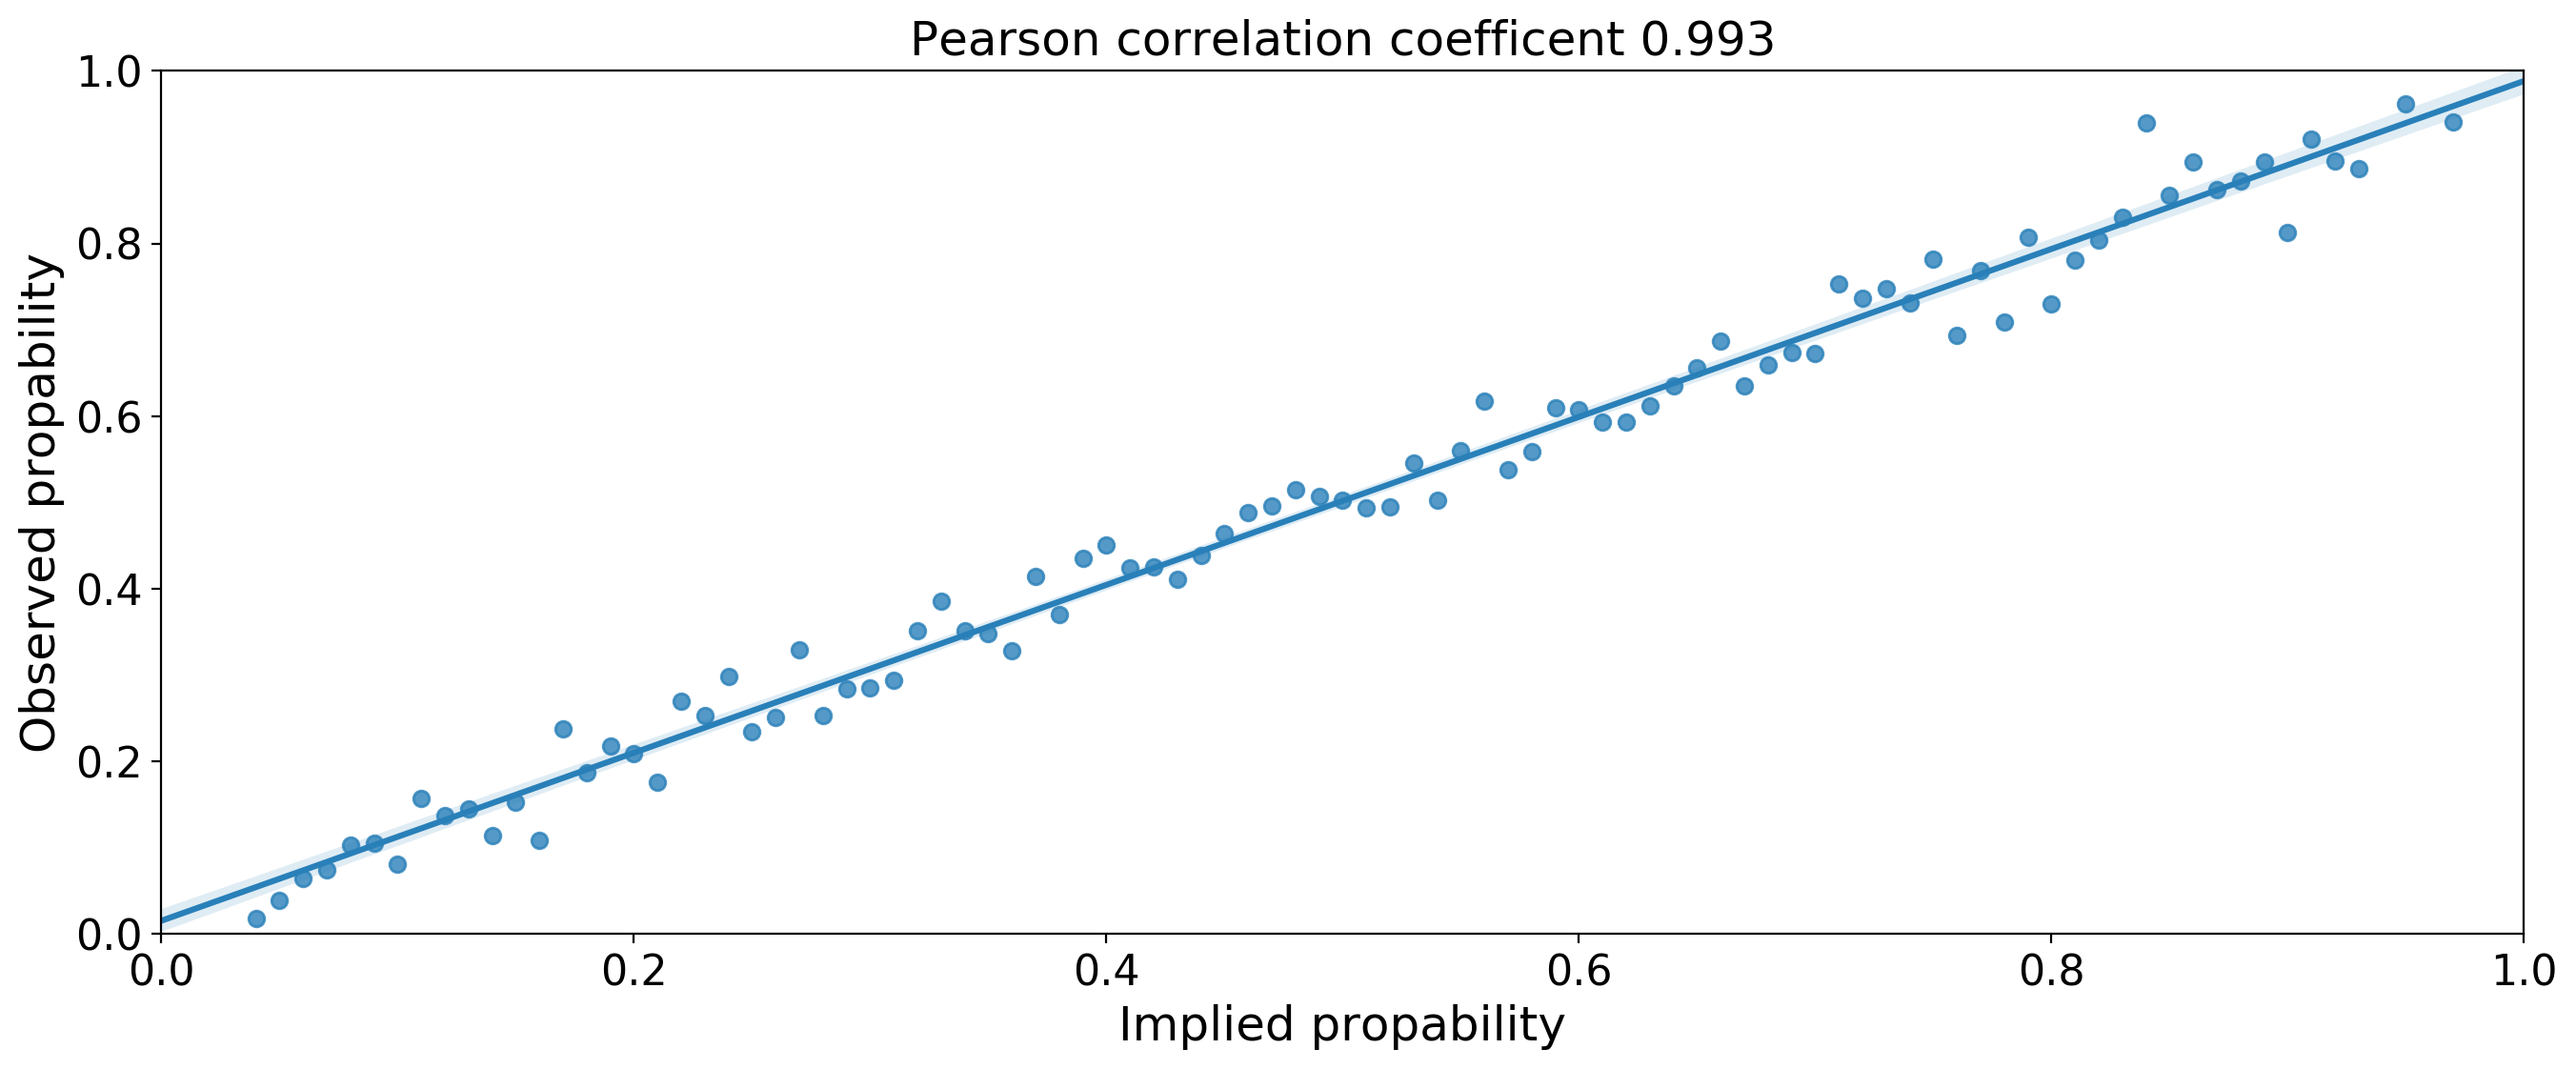 Pearson correlation coefficent 0.993
1.0
0.8
0.6
0.4
0.2
0.0
Observed propability
0.0 0.2 0.4 0.6 0.8 1.0
Implied propability